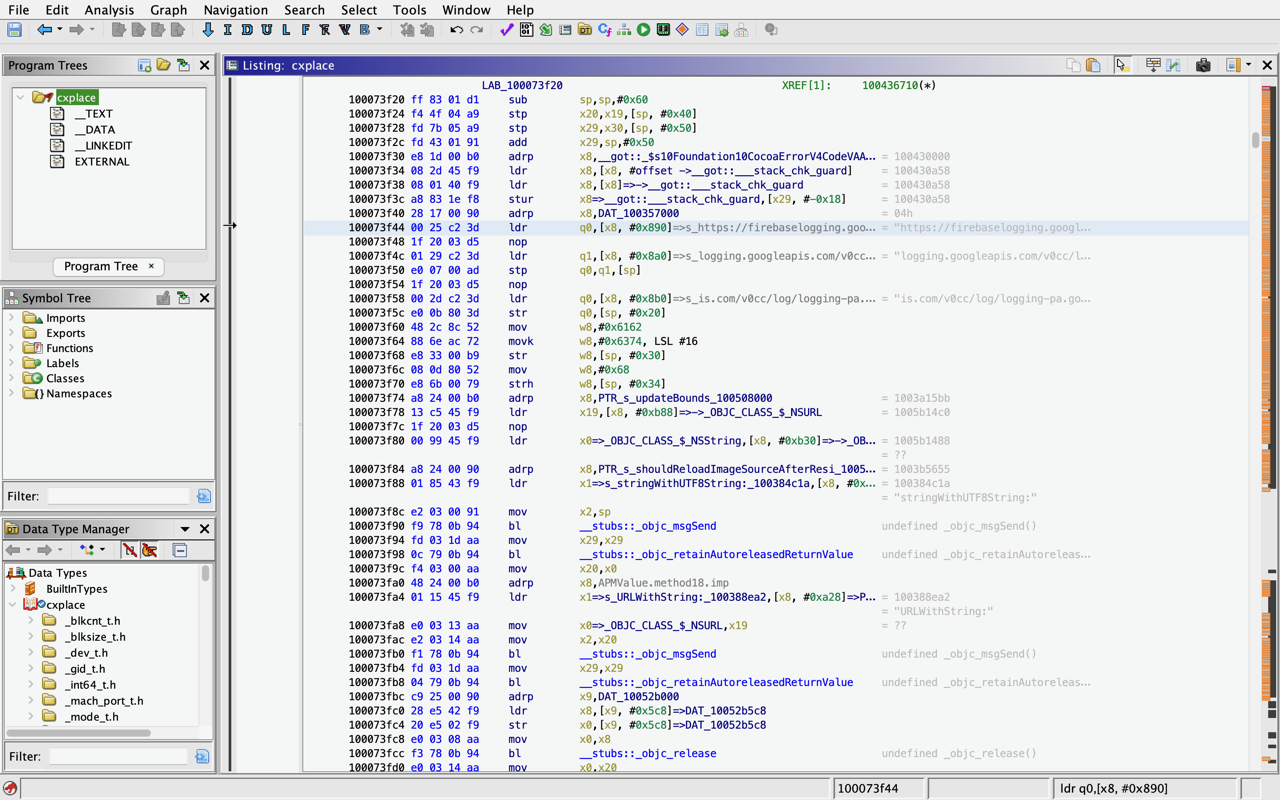 File Edit Analysis Graph Navigation Search Select Tools Window Help
I D U L F R V B
Program Trees
cxplace
__TEXT
__DATA
__LINKEDIT
EXTERNAL
Program Tree ×
Symbol Tree
Imports
Exports
Functions
Labels
Classes
Namespaces
Filter:
Data Type Manager
Data Types
BuiltInTypes
cxplace
_blkcnt_t.h
_blksize_t.h
_dev_t.h
_gid_t.h
_int64_t.h
_mach_port_t.h
_mode_t.h
Filter:
Listing: cxplace
LAB_100073f20 XREF[1]: 100436710(*)
100073f20 ff 83 01 d1 sub sp,sp,#0x60
100073f24 f4 4f 04 a9 stp x20,x19,[sp, #0x40]
100073f28 fd 7b 05 a9 stp x29,x30,[sp, #0x50]
100073f2c fd 43 01 91 add x29,sp,#0x50
100073f30 e8 1d 00 b0 adrp x8,__got::_$s10Foundation10CocoaErrorV4CodeVAA... = 100430000
100073f34 08 2d 45 f9 ldr x8,[x8, #offset ->__got::___stack_chk_guard] = 100430a58
100073f38 08 01 40 f9 ldr x8,[x8]=>->__got::___stack_chk_guard = 100430a58
100073f3c a8 83 1e f8 stur x8=>__got::___stack_chk_guard,[x29, #-0x18] = 100430a58
100073f40 28 17 00 90 adrp x8,DAT_100357000 = 04h
100073f44 00 25 c2 3d ldr q0,[x8, #0x890]=>s_https://firebaselogging.goo... = "https://firebaselogging.googl...
100073f48 1f 20 03 d5 nop
100073f4c 01 29 c2 3d ldr q1,[x8, #0x8a0]=>s_logging.googleapis.com/v0cc... = "logging.googleapis.com/v0cc/l...
100073f50 e0 07 00 ad stp q0,q1,[sp]
100073f54 1f 20 03 d5 nop
100073f58 00 2d c2 3d ldr q0,[x8, #0x8b0]=>s_is.com/v0cc/log/logging-pa.... = "is.com/v0cc/log/logging-pa.go...
100073f5c e0 0b 80 3d str q0,[sp, #0x20]
100073f60 48 2c 8c 52 mov w8,#0x6162
100073f64 88 6e ac 72 movk w8,#0x6374, LSL #16
100073f68 e8 33 00 b9 str w8,[sp, #0x30]
100073f6c 08 0d 80 52 mov w8,#0x68
100073f70 e8 6b 00 79 strh w8,[sp, #0x34]
100073f74 a8 24 00 b0 adrp x8,PTR_s_updateBounds_100508000 = 1003a15bb
100073f78 13 c5 45 f9 ldr x19,[x8, #0xb88]=>->_OBJC_CLASS_$_NSURL = 1005b14c0
100073f7c 1f 20 03 d5 nop
100073f80 00 99 45 f9 ldr x0=>_OBJC_CLASS_$_NSString,[x8, #0xb30]=>->_OB... = 1005b1488
= ??
100073f84 a8 24 00 90 adrp x8,PTR_s_shouldReloadImageSourceAfterResi_1005... = 1003b5655
100073f88 01 85 43 f9 ldr x1=>s_stringWithUTF8String:_100384c1a,[x8, #0x... = 100384c1a
= "stringWithUTF8String:"
100073f8c e2 03 00 91 mov x2,sp
100073f90 f9 78 0b 94 bl __stubs::_objc_msgSend undefined _objc_msgSend()
100073f94 fd 03 1d aa mov x29,x29
100073f98 0c 79 0b 94 bl __stubs::_objc_retainAutoreleasedReturnValue undefined _objc_retainAutoreleas...
100073f9c f4 03 00 aa mov x20,x0
100073fa0 48 24 00 b0 adrp x8,APMValue.method18.imp
100073fa4 01 15 45 f9 ldr x1=>s_URLWithString:_100388ea2,[x8, #0xa28]=>P... = 100388ea2
= "URLWithString:"
100073fa8 e0 03 13 aa mov x0=>_OBJC_CLASS_$_NSURL,x19 = ??
100073fac e2 03 14 aa mov x2,x20
100073fb0 f1 78 0b 94 bl __stubs::_objc_msgSend undefined _objc_msgSend()
100073fb4 fd 03 1d aa mov x29,x29
100073fb8 04 79 0b 94 bl __stubs::_objc_retainAutoreleasedReturnValue undefined _objc_retainAutoreleas...
100073fbc c9 25 00 90 adrp x9,DAT_10052b000
100073fc0 28 e5 42 f9 ldr x8,[x9, #0x5c8]=>DAT_10052b5c8
100073fc4 20 e5 02 f9 str x0,[x9, #0x5c8]=>DAT_10052b5c8
100073fc8 e0 03 08 aa mov x0,x8
100073fcc f3 78 0b 94 bl __stubs::_objc_release undefined _objc_release()
100073fd0 e0 03 14 aa mov x0,x20
100073f44 ldr q0,[x8, #0x890]